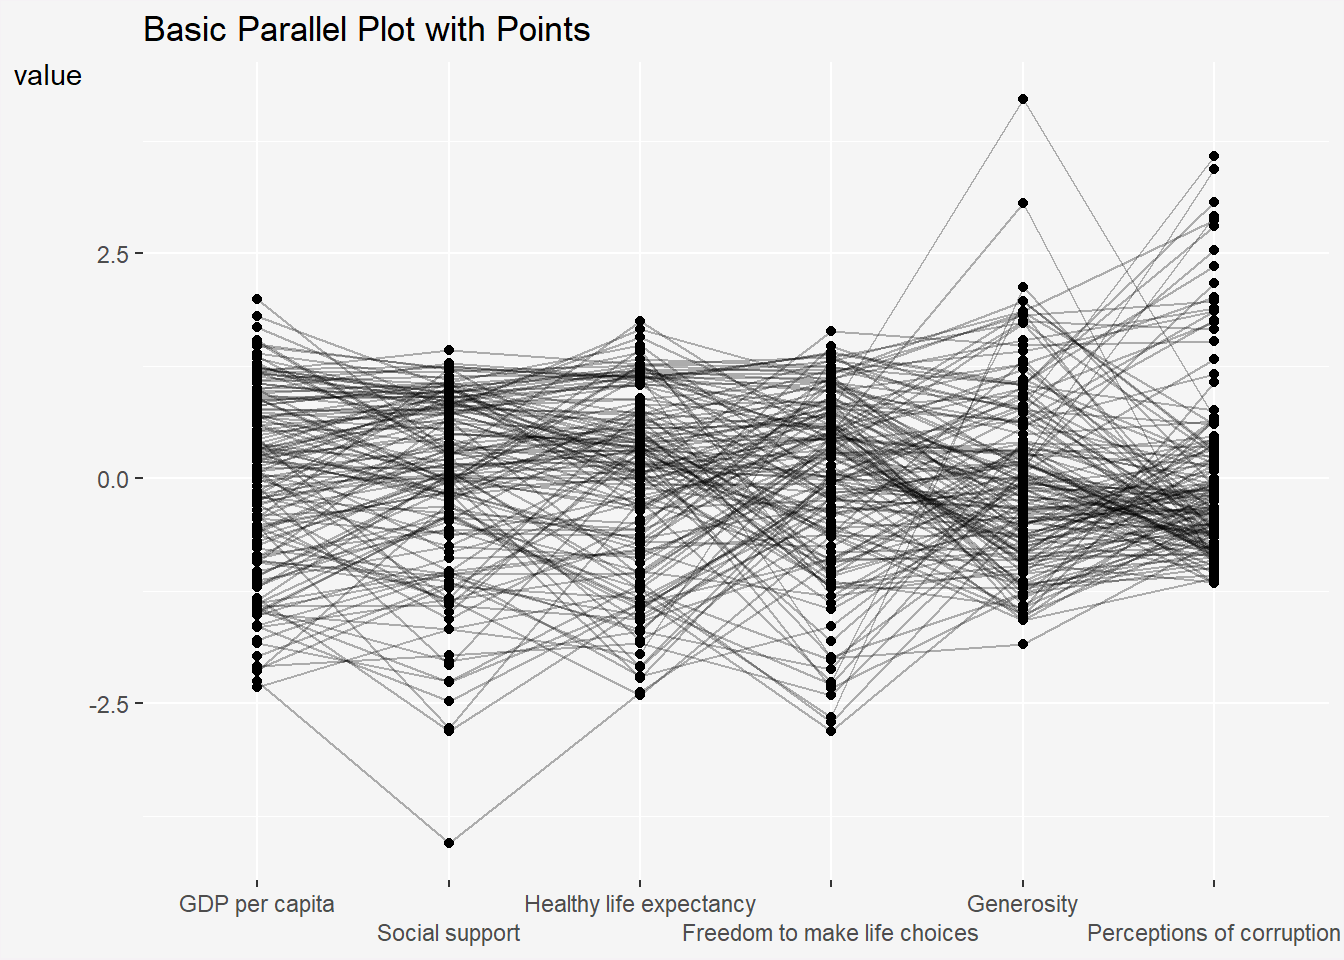 Basic Parallel Plot with Points
value
2.5
0.0
-2.5
GDP per capita
Healthy life expectancy
Generosity
Social support
Freedom to make life choices
Perceptions of corruption